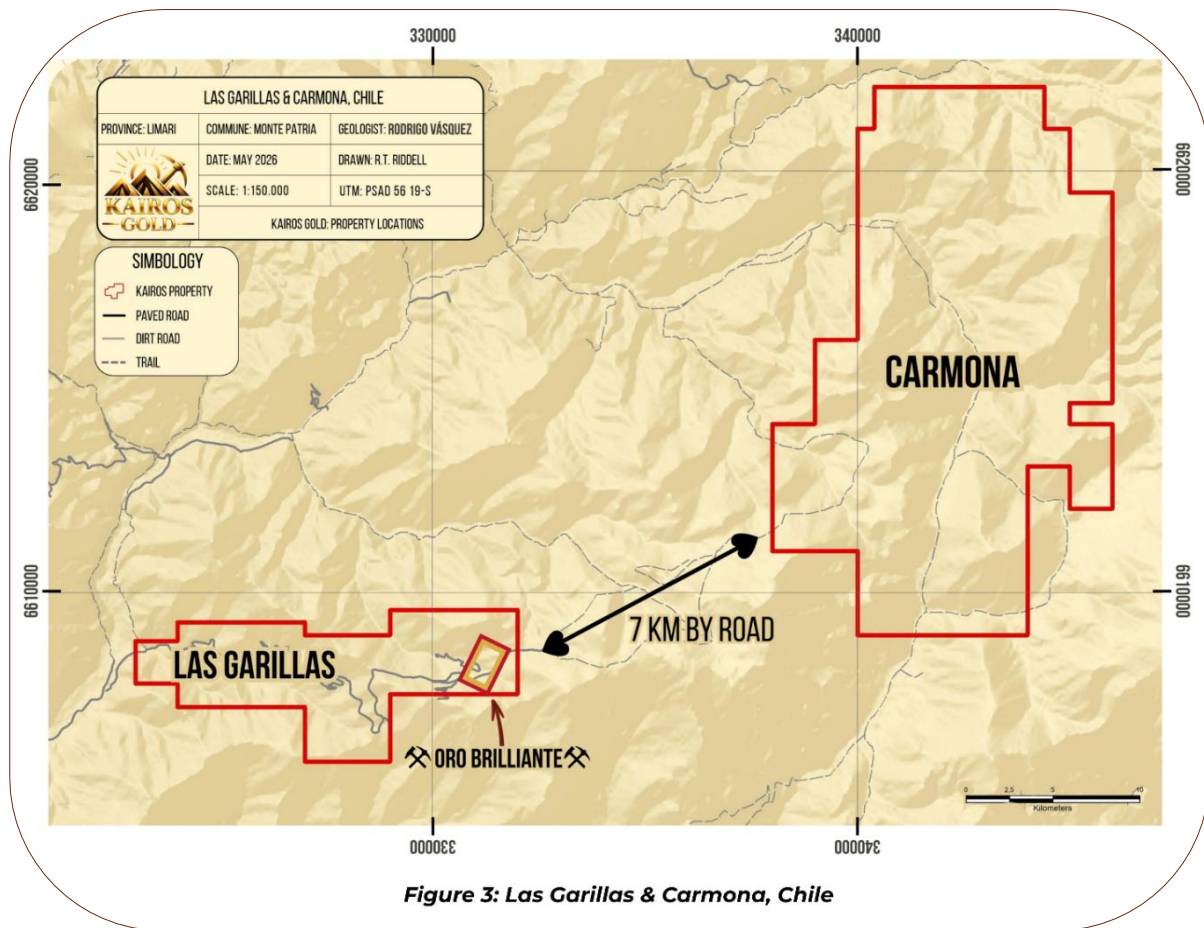 330000
340000
LAS GARILLAS & CARMONA, CHILE
PROVINCE: LIMARI
COMMUNE: MONTE PATRIA
GEOLOGIST: RODRIGO VÁSQUEZ
DATE: MAY 2026
DRAWN: R.T. RIDDELL
SCALE: 1:150.000
UTM: PSAD 56 19-S
KAIROS
GOLD
KAIROS GOLD: PROPERTY LOCATIONS
6620000
6620000
SIMBOLOGY
KAIROS PROPERTY
PAVED ROAD
DIRT ROAD
TRAIL
CARMONA
6610000
6610000
7 KM BY ROAD
LAS GARILLAS
ORO BRILLIANTE
0 2.5 5 10
Kilometers
330000
340000
Figure 3: Las Garillas & Carmona, Chile